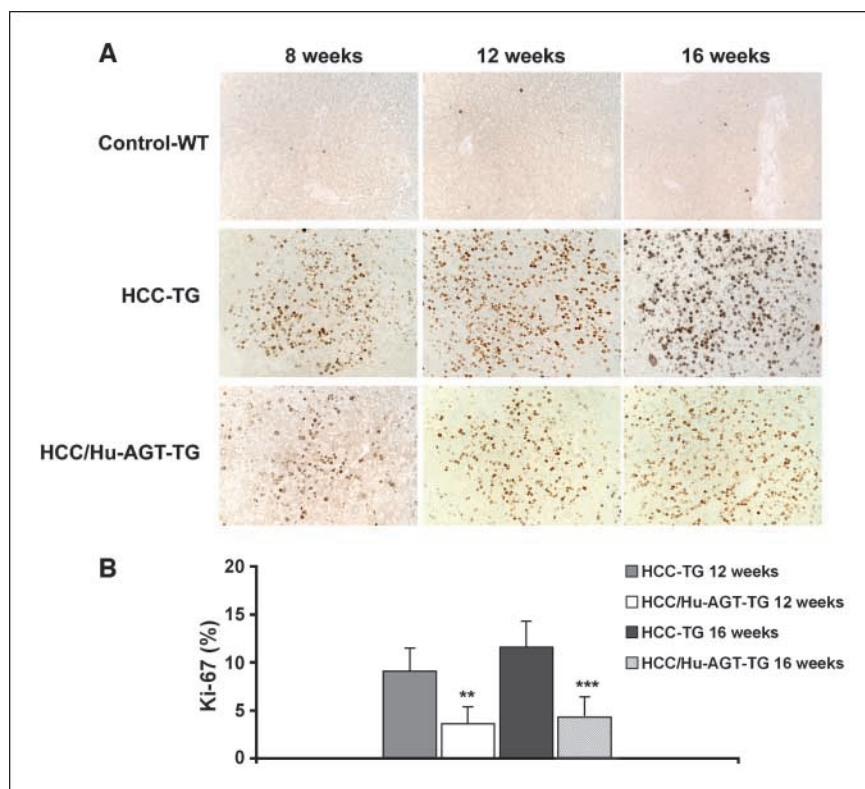 A
8 weeks 12 weeks 16 weeks
Control-WT
HCC-TG
HCC/Hu-AGT-TG
B
20
15
10
5
0
Ki-67 (%)
**
***
HCC-TG 12 weeks
HCC/Hu-AGT-TG 12 weeks
HCC-TG 16 weeks
HCC/Hu-AGT-TG 16 weeks